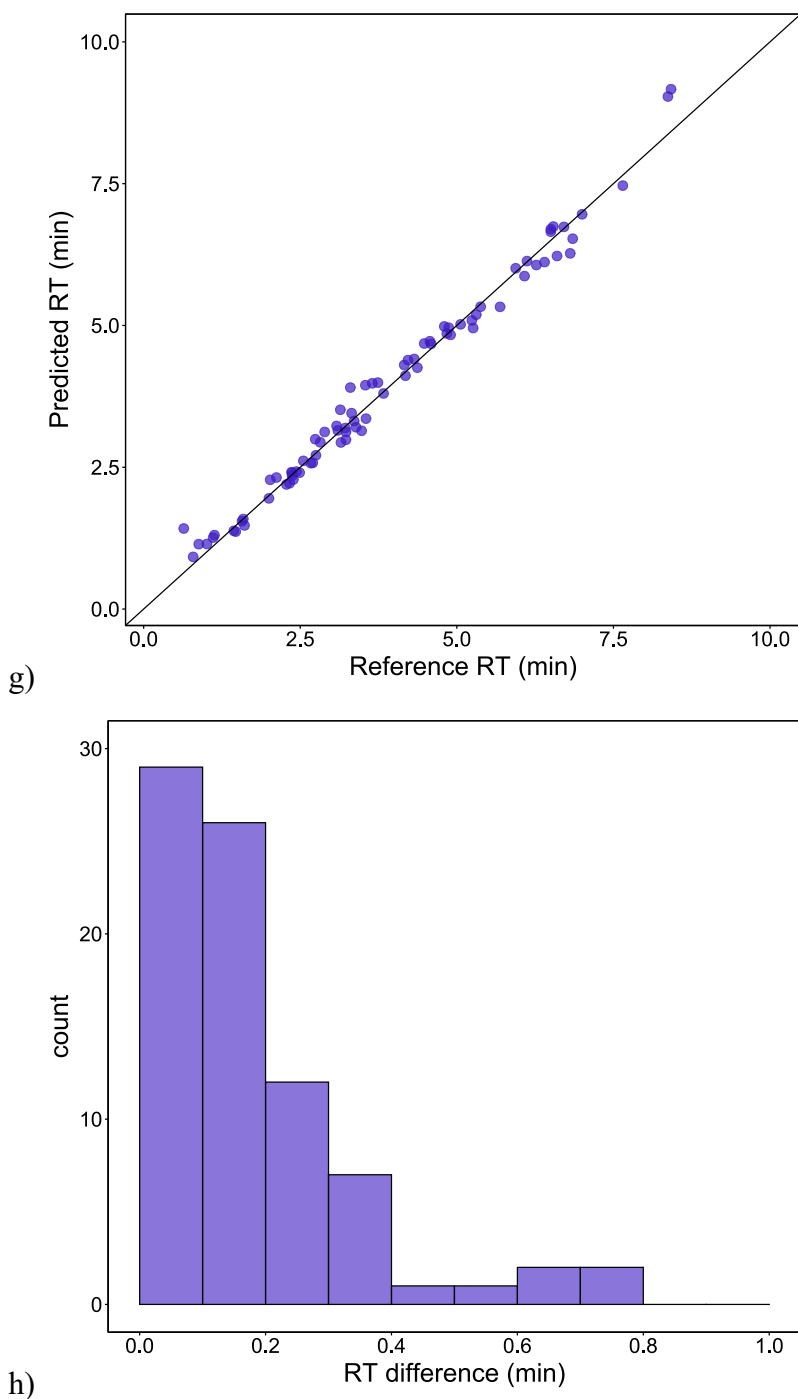 10.0
7.5
Predicted RT (min)
5.0
2.5
0.0
0.0 2.5 5.0 7.5 10.0
Reference RT (min)
g)
30
20
count
10
0
0.0 0.2 0.4 0.6 0.8 1.0
RT difference (min)
h)